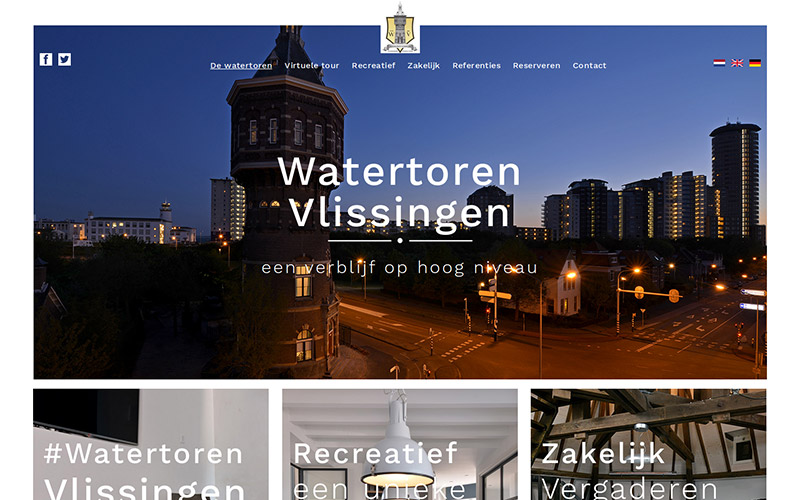 De watertoren Virtuele tour Recreatief Zakelijk Referenties Reserveren Contact
Watertoren
Vlissingen
een verblijf op hoog niveau
#Watertoren
Vlissingen
Recreatief
een unieke
Zakelijk
Vergaderen